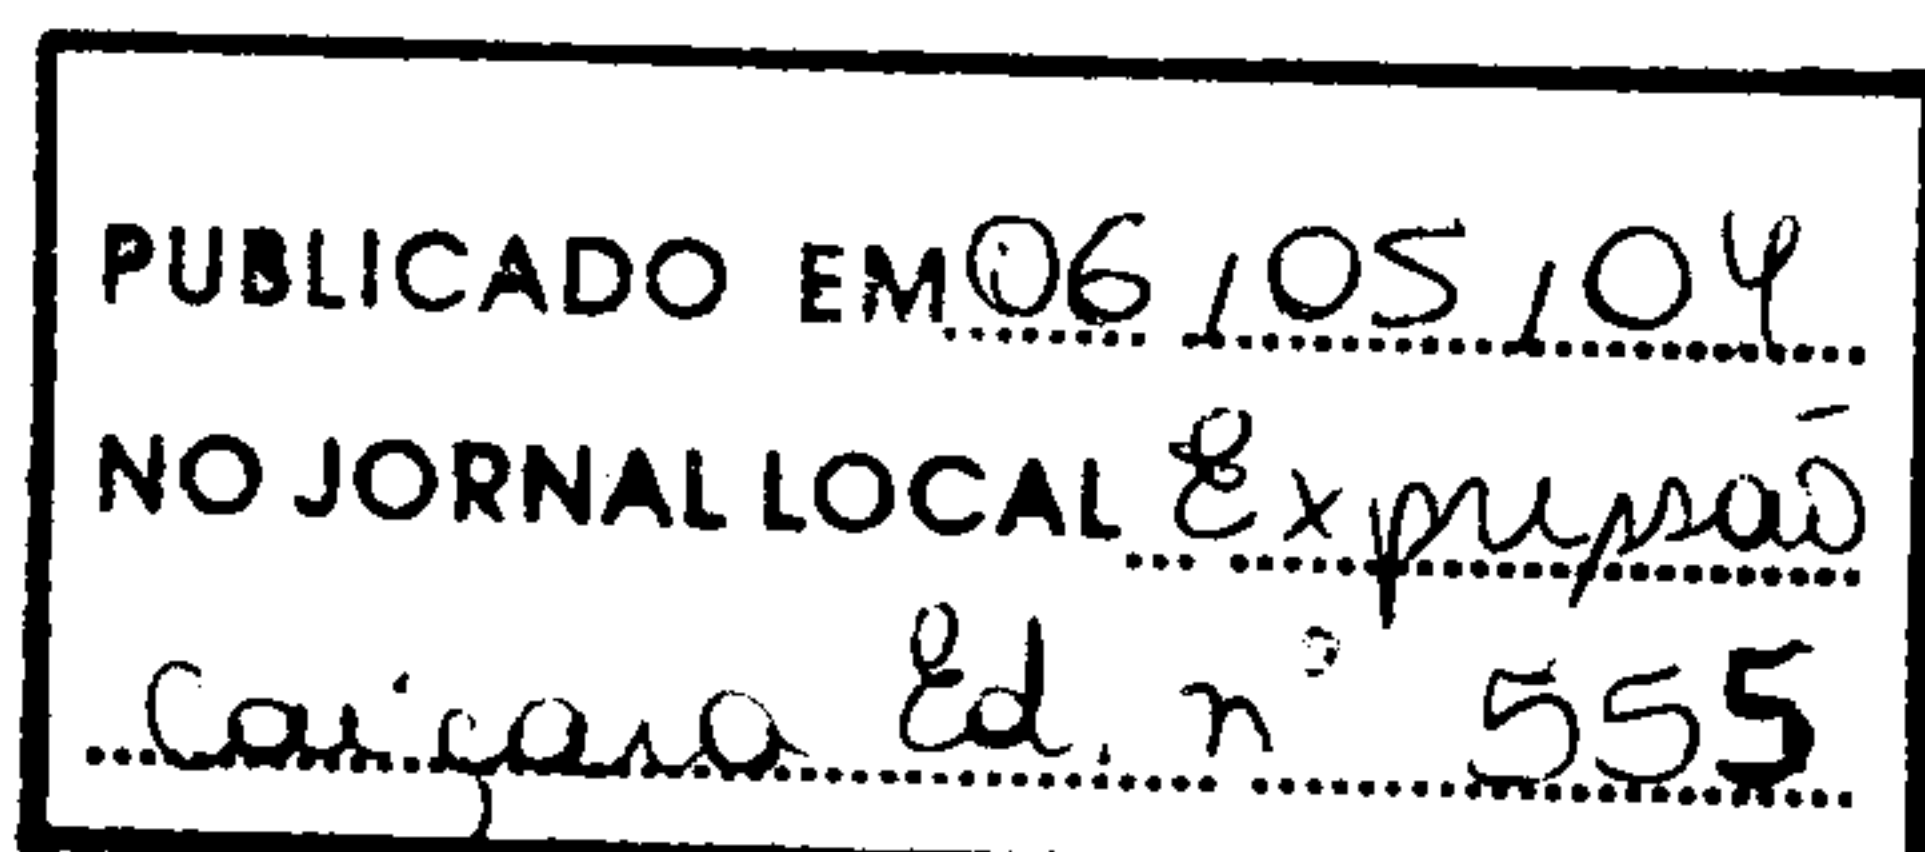 PUBLICADO EM 06/05/04
NO JORNAL LOCAL Expressão
Caiçara Ed. nº 555